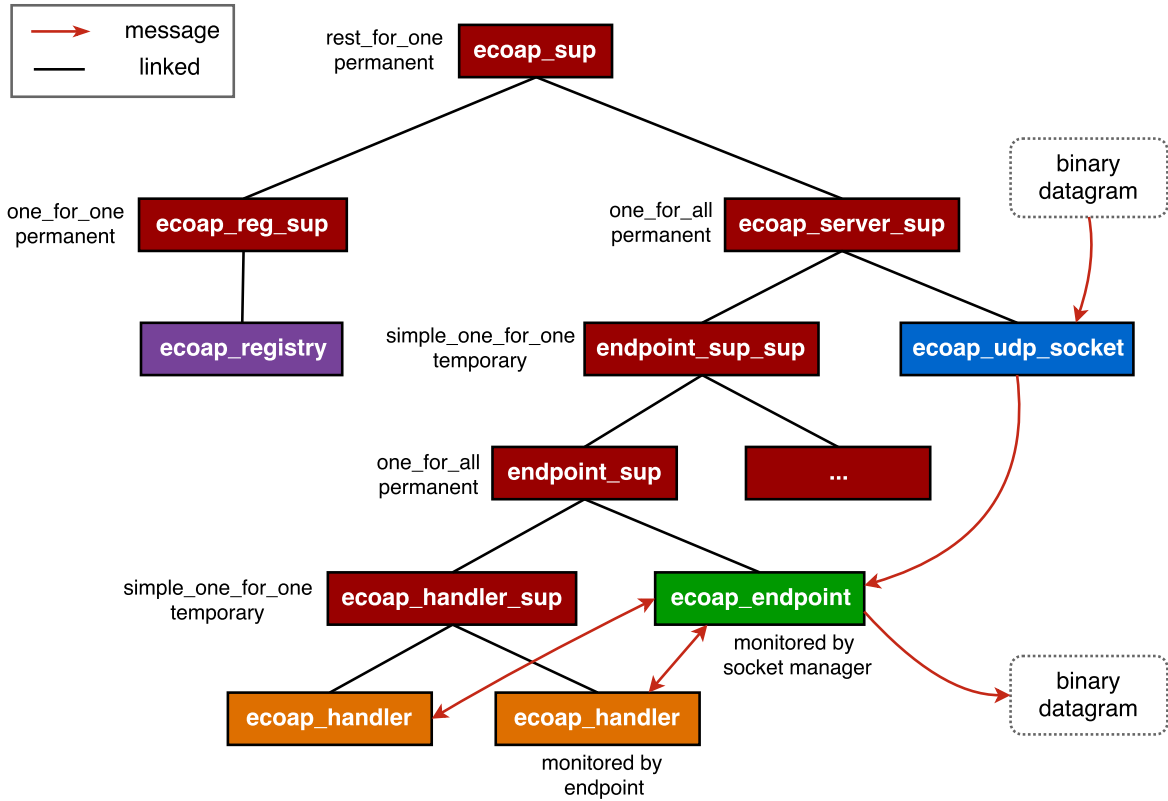 message
linked
rest_for_one
permanent
ecoap_sup
binary
datagram
one_for_one
permanent
ecoap_reg_sup
one_for_all
permanent
ecoap_server_sup
ecoap_registry
simple_one_for_one
temporary
endpoint_sup_sup
ecoap_udp_socket
one_for_all
permanent
endpoint_sup
...
simple_one_for_one
temporary
ecoap_handler_sup
ecoap_endpoint
monitored by
socket manager
binary
datagram
ecoap_handler
ecoap_handler
monitored by
endpoint